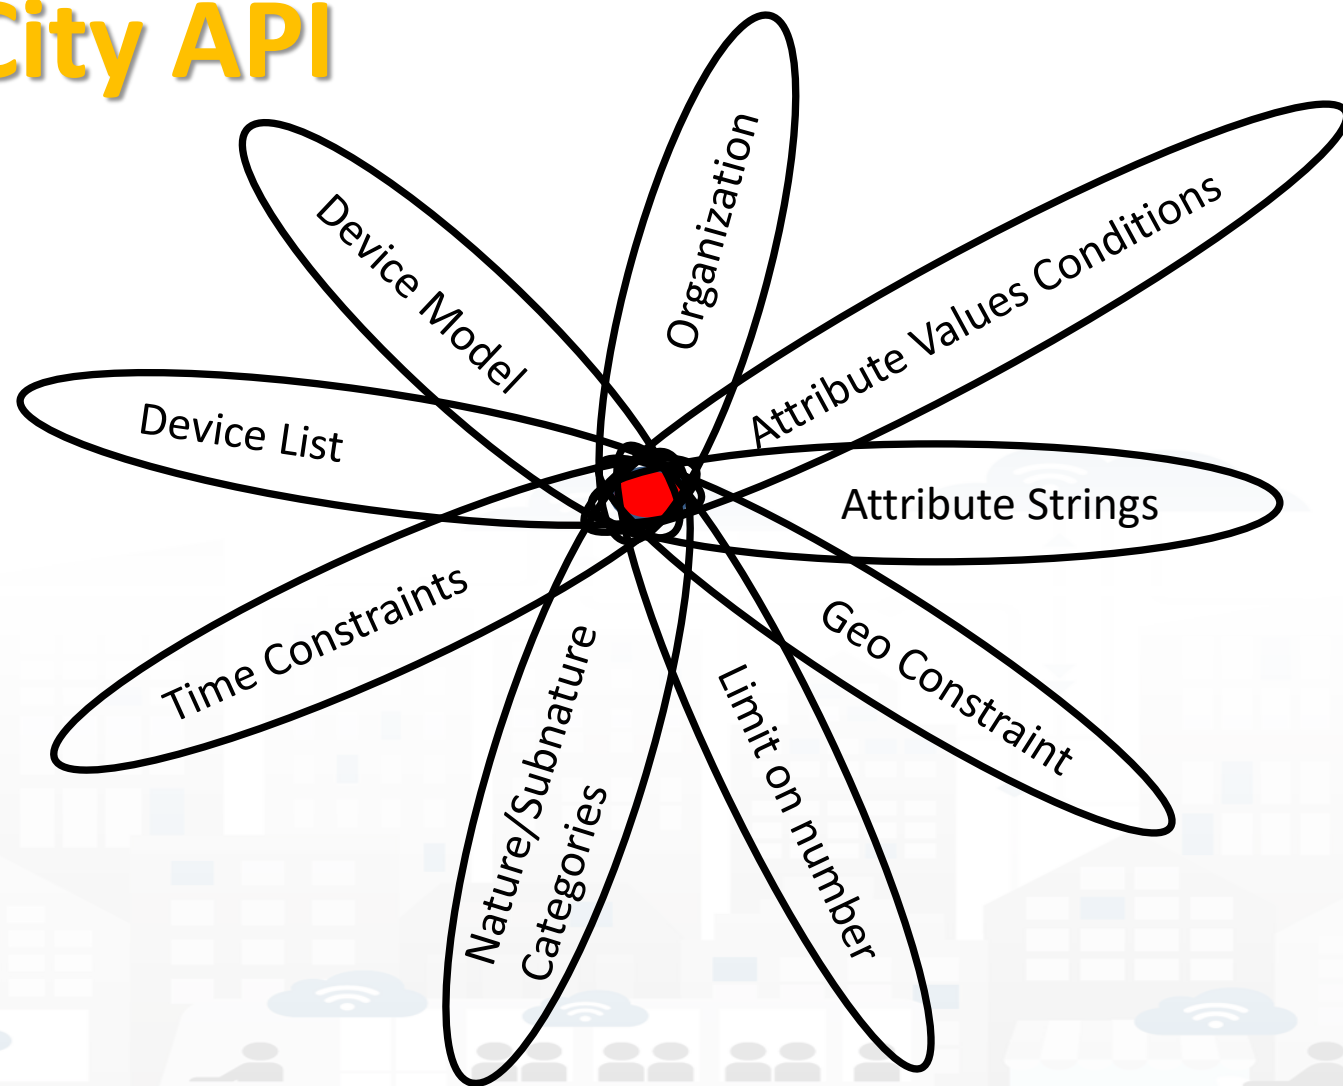 City API
Organization
Device Model
Attribute Values Conditions
Device List
Attribute Strings
Time Constraints
Geo Constraint
Nature/Subnature
Categories
Limit on number